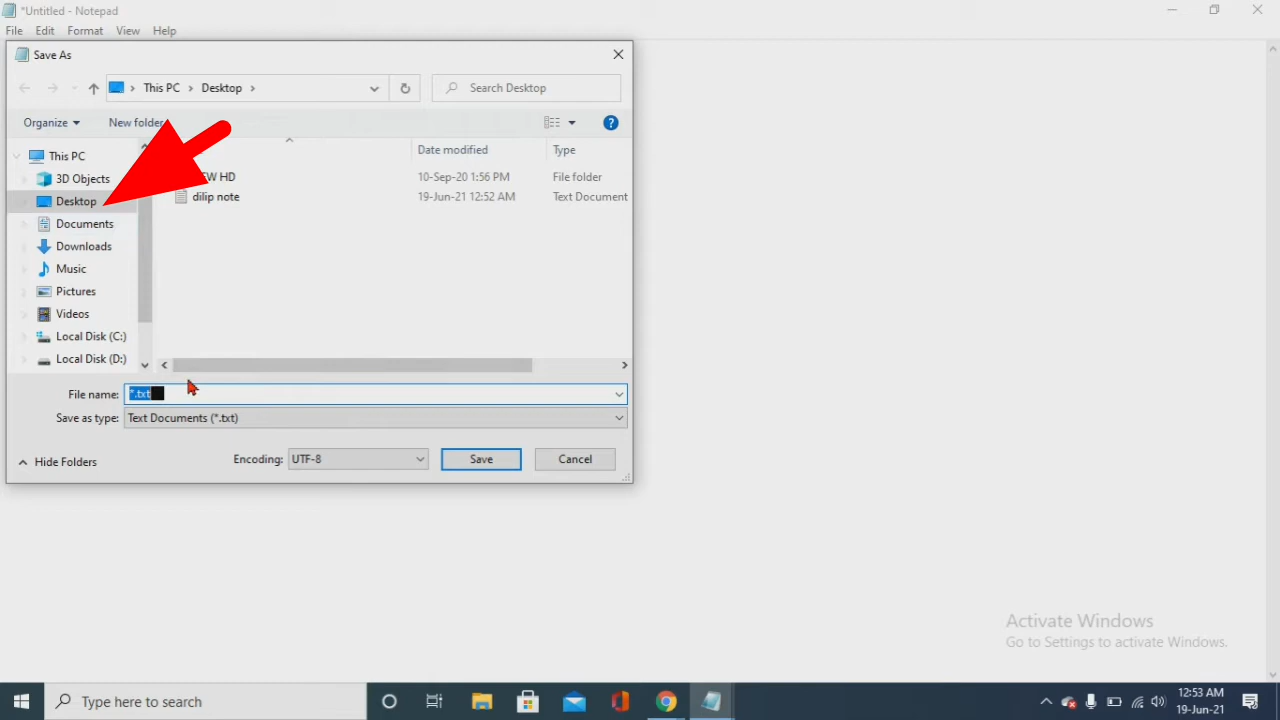 *Untitled - Notepad
File Edit Format View Help
Save As
This PC Desktop
Search Desktop
Organize New folder
Date modified Type
This PC
3D Objects
Desktop
Documents
Downloads
Music
Pictures
Videos
Local Disk (C:)
Local Disk (D:)
HD 10-Sep-20 1:56 PM File folder
dilip note 19-Jun-21 12:52 AM Text Document
File name: *.txt
Save as type: Text Documents (*.txt)
Hide Folders
Encoding: UTF-8 Save Cancel
Activate Windows
Go to Settings to activate Windows.
Type here to search
12:53 AM
19-Jun-21